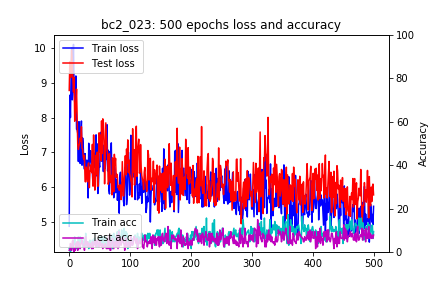 bc2_023: 500 epochs loss and accuracy
Train loss
Test loss
Train acc
Test acc
Loss
10
9
8
7
6
5
Accuracy
100
80
60
40
20
0
0
100
200
300
400
500